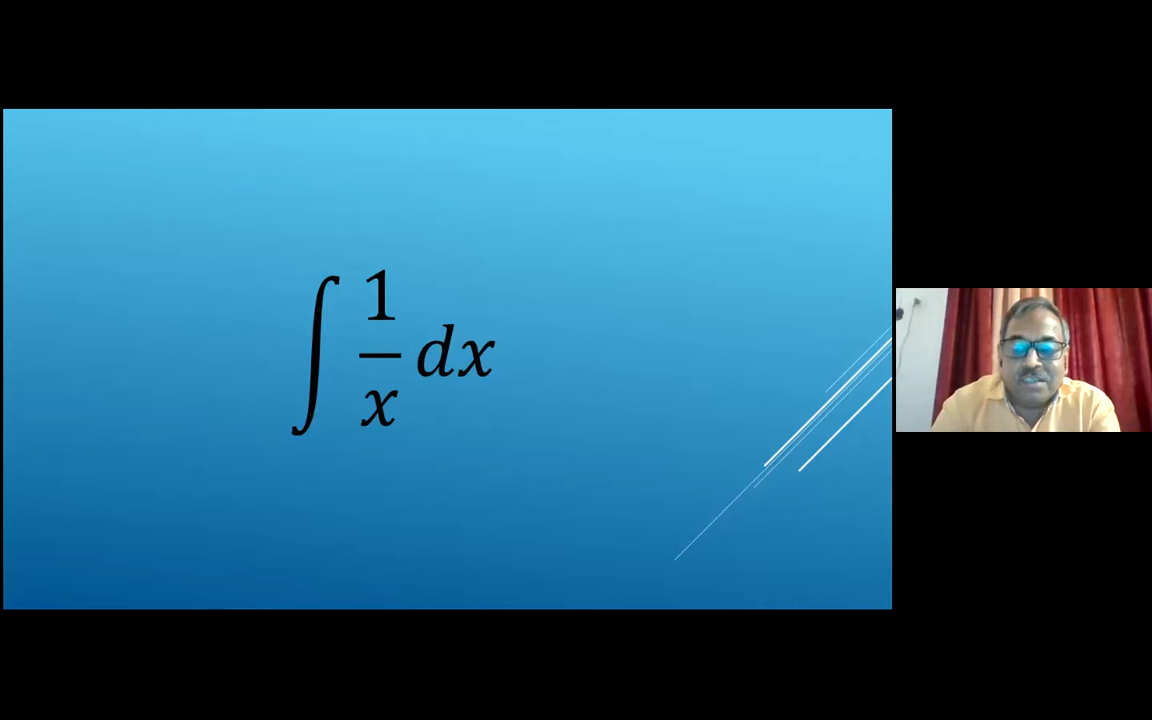 ∫ 1/x dx